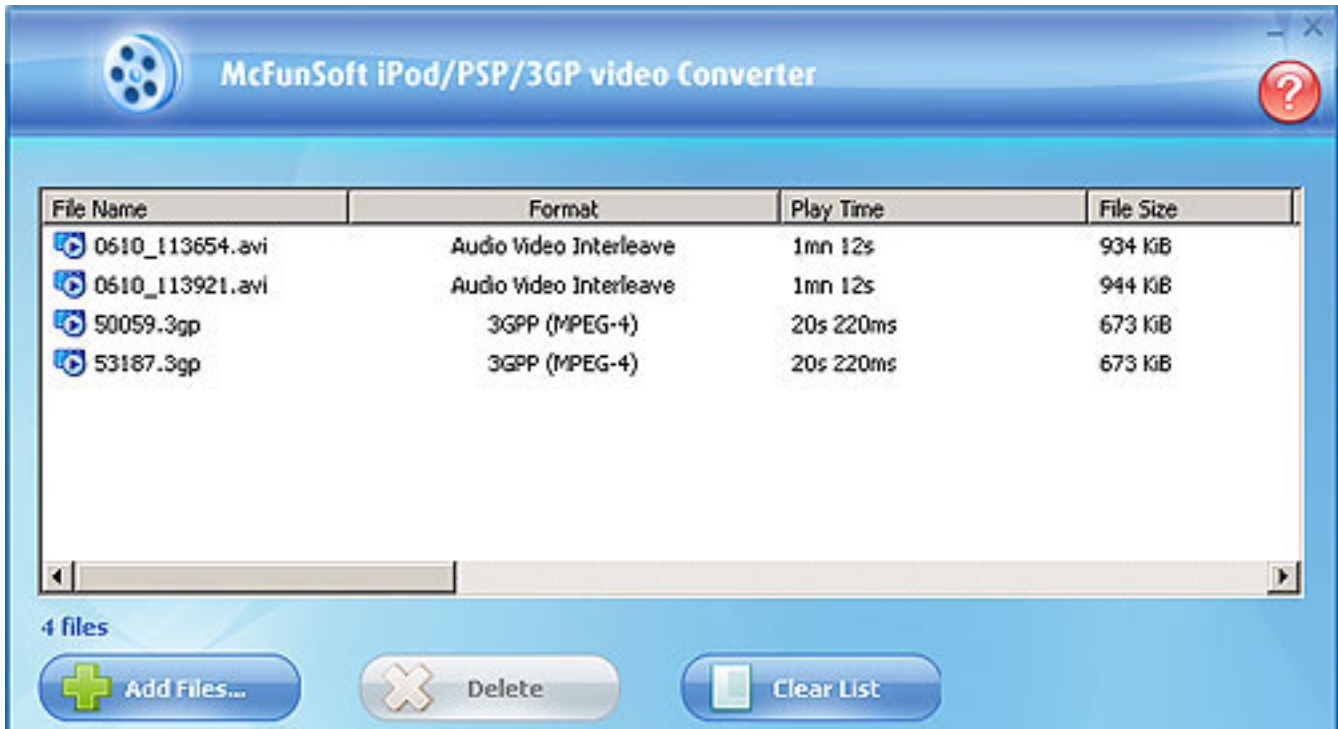 McFunSoft iPod/PSP/3GP video Converter
File Name Format Play Time File Size
0610_113654.avi Audio Video Interleave 1mn 12s 934 KiB
0610_113921.avi Audio Video Interleave 1mn 12s 944 KiB
50059.3gp 3GPP (MPEG-4) 20s 220ms 673 KiB
53187.3gp 3GPP (MPEG-4) 20s 220ms 673 KiB
4 files
Add Files... Delete Clear List